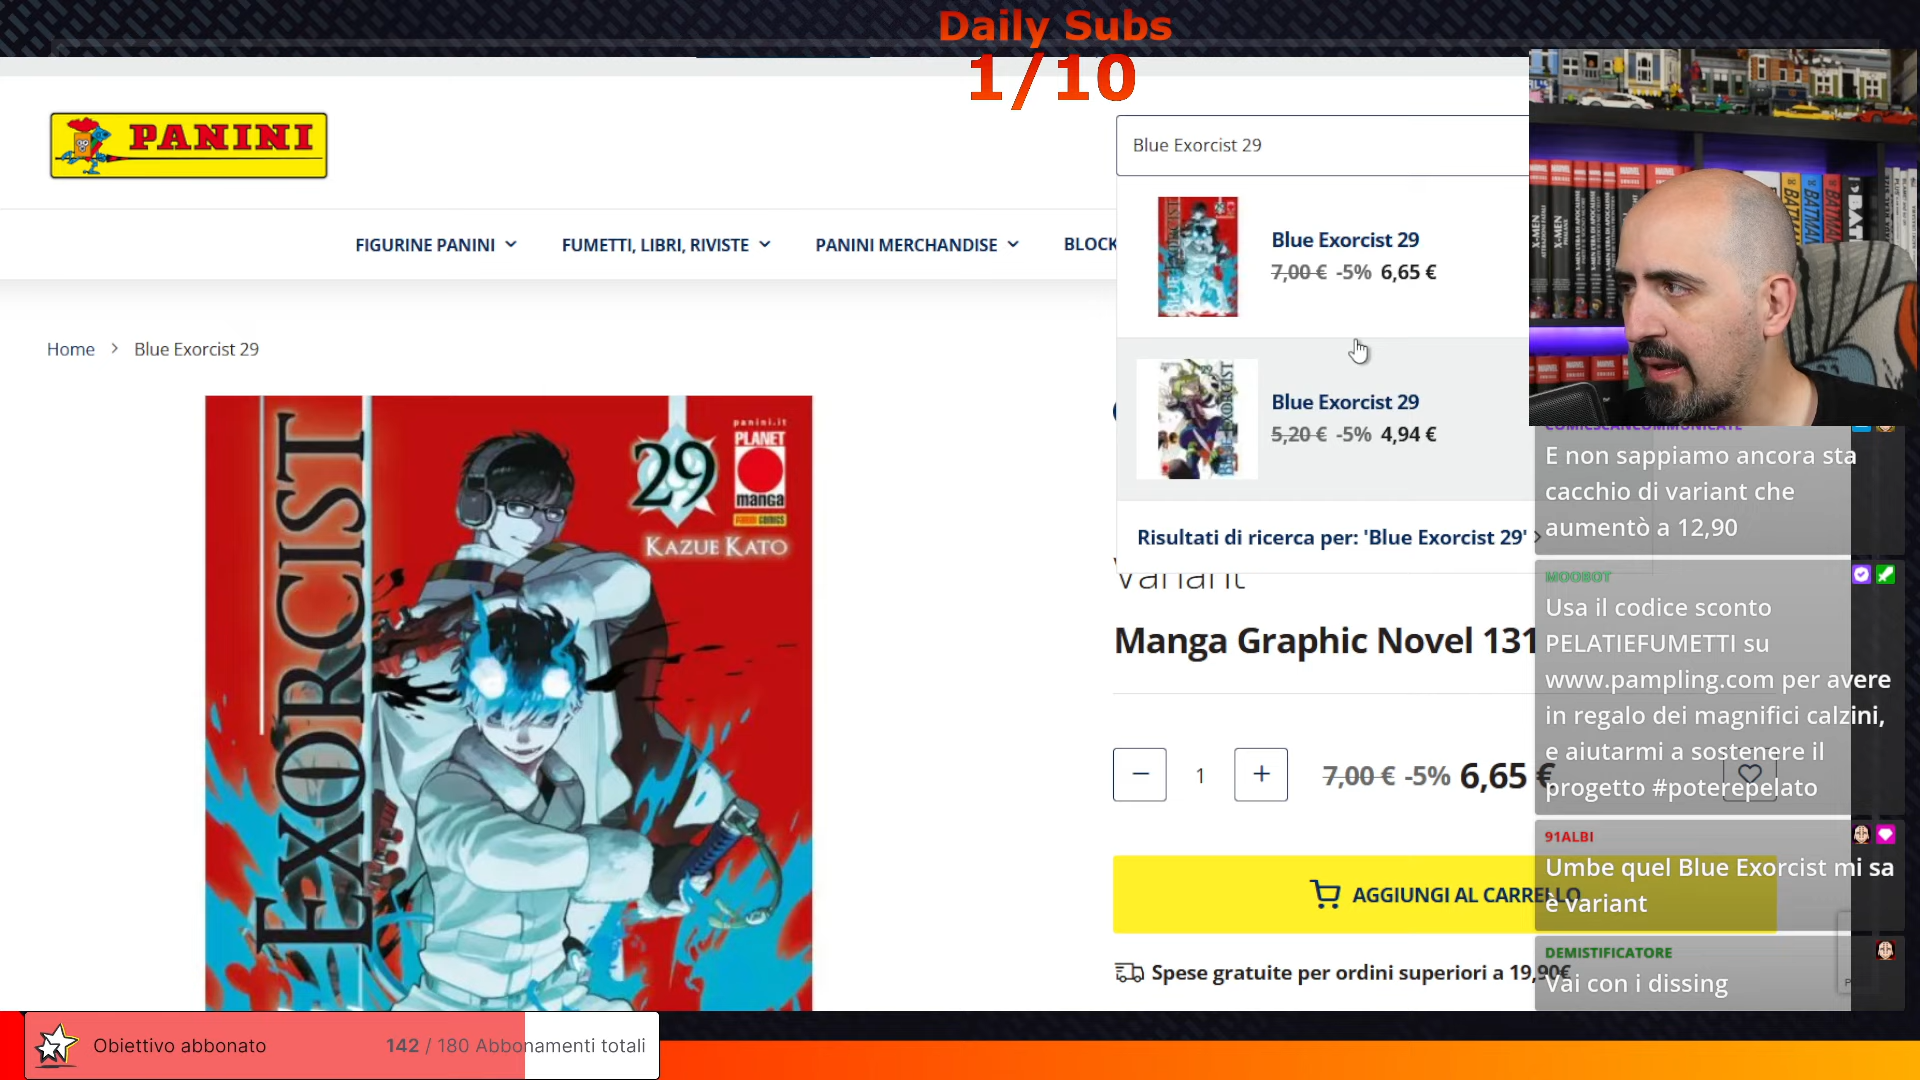 Daily Subs
1/10
PANINI
Blue Exorcist 29
FIGURINE PANINI
FUMETTI, LIBRI, RIVISTE
PANINI MERCHANDISE
BLOCK
Blue Exorcist 29
7,00 € -5% 6,65 €
Blue Exorcist 29
5,20 € -5% 4,94 €
Risultati di ricerca per: 'Blue Exorcist 29'
Home > Blue Exorcist 29
EXORCIST
29
panini.it
PLANET
manga
KAZUE KATO
Variant
Manga Graphic Novel 131
− 1 +
7,00 € -5% 6,65 €
AGGIUNGI AL CARRELLO
Spese gratuite per ordini superiori a 19,90€
COMICSCANCOMMUNICATE
E non sappiamo ancora sta
cacchio di variant che
aumentò a 12,90
MOOBOT
Usa il codice sconto
PELATIEFUMETTI su
www.pampling.com per avere
in regalo dei magnifici calzini,
e aiutarmi a sostenere il
progetto #poterepelato
91ALBI
Umbe quel Blue Exorcist mi sa
è variant
DEMISTIFICATORE
Vai con i dissing
Obiettivo abbonato
142 / 180 Abbonamenti totali